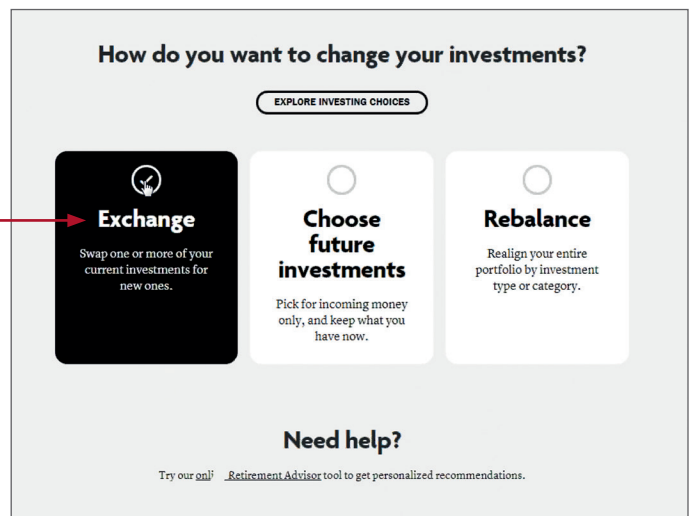 How do you want to change your investments?
EXPLORE INVESTING CHOICES
Exchange
Swap one or more of your
current investments for
new ones.
Choose
future
investments
Pick for incoming money
only, and keep what you
have now.
Rebalance
Realign your entire
portfolio by investment
type or category.
Need help?
Try our Retirement Advisor tool to get personalized recommendations.